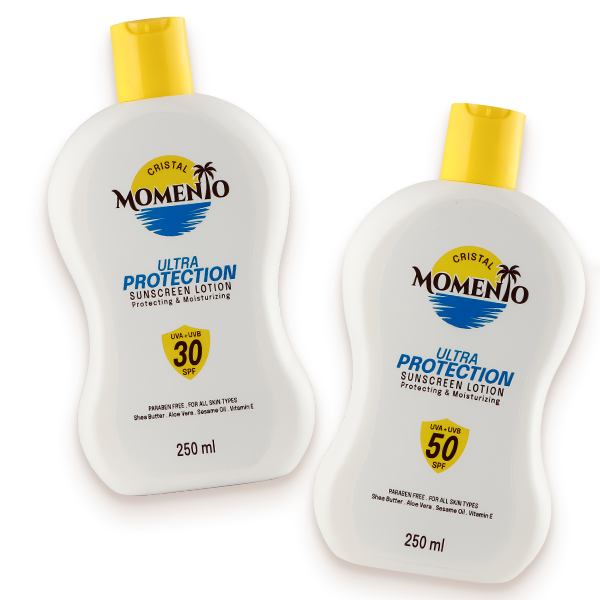 CRISTAL
MOMENTO
ULTRA
PROTECTION
SUNSCREEN LOTION
Protecting & Moisturizing
UVA + UVB
30
SPF
PARABEN FREE . FOR ALL SKIN TYPES
Shea Butter . Aloe Vera . Sesame Oil . Vitamin E
250 ml
CRISTAL
MOMENTO
ULTRA
PROTECTION
SUNSCREEN LOTION
Protecting & Moisturizing
UVA + UVB
50
SPF
PARABEN FREE . FOR ALL SKIN TYPES
Shea Butter . Aloe Vera . Sesame Oil . Vitamin E
250 ml